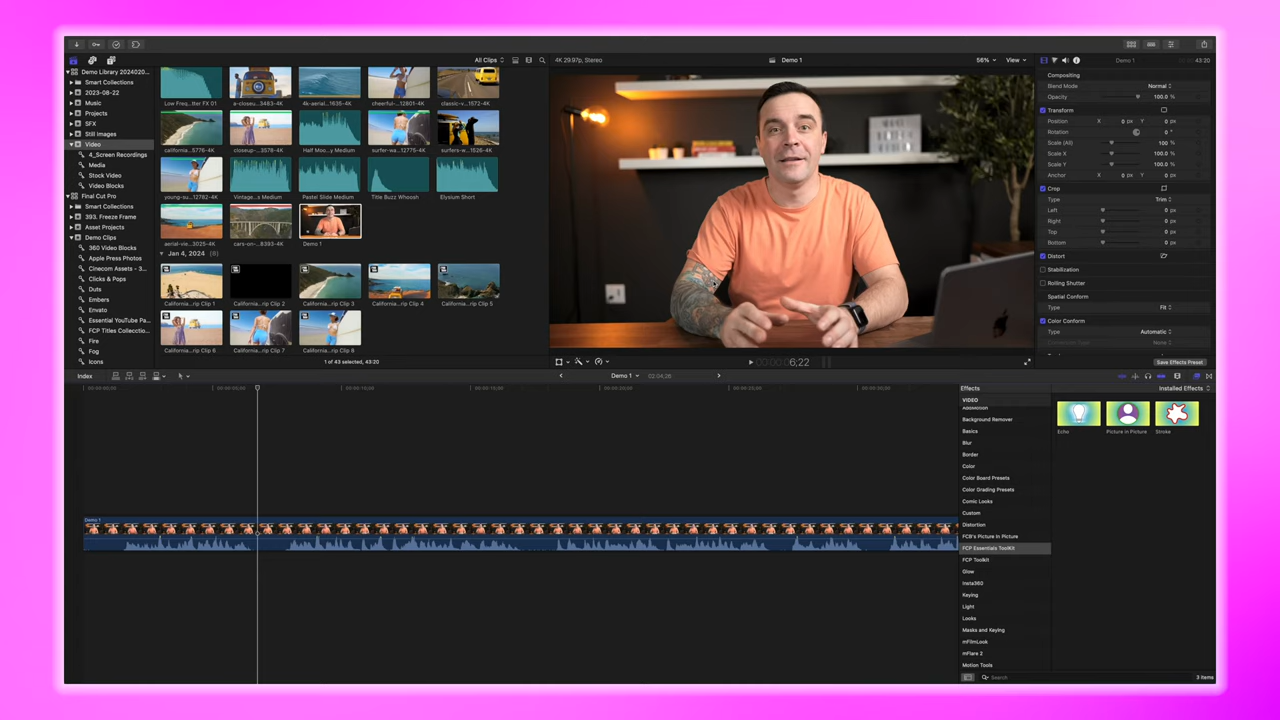 All Clips
4K 29.97p, Stereo
Demo 1
56%
View
Demo 1
43:20
Demo Library 20240202...
Smart Collections
2023-08-22
Music
Projects
SFX
Still Images
Video
4_Screen Recordings
Media
Stock Video
Video Blocks
Final Cut Pro
Smart Collections
393. Freeze Frame
Asset Projects
Demo Clips
360 Video Blocks
Apple Press Photos
Cinecom Assets - 3...
Clicks & Pops
Duts
Embers
Envato
Essential YouTube Pa...
FCP Titles Collecctio...
Fire
Fog
Icons
Low Freq...tter FX 01
a-closeu...3483-4K
4k-aerial...1635-4K
cheerful-...12801-4K
classic-v...1572-4K
california...5676-4K
closeup-...6433-4K
Half Moo...y Medium
surfer-wa...12775-4K
surfers-w...1526-4K
young-su...12782-4K
Vintage...s Medium
Pastel Slide Medium
Title Buzz Whoosh
Elysium Short
aerial-vie...3025-4K
cars-on-...8393-4K
Demo 1
Jan 4, 2024 (8)
California...rip Clip 1
California...rip Clip 2
California...rip Clip 3
California...rip Clip 4
California...rip Clip 5
California...rip Clip 6
California...rip Clip 7
California...rip Clip 8
1 of 43 selected, 43:20
6:22
Compositing
Blend Mode Normal
Opacity 100.0 %
Transform
Position X 0 px Y 0 px
Rotation 0 °
Scale (All) 100 %
Scale X 100.0 %
Scale Y 100.0 %
Anchor X 0 px Y 0 px
Crop
Type Trim
Left 0 px
Right 0 px
Top 0 px
Bottom 0 px
Distort
Stabilization
Rolling Shutter
Spatial Conform
Type Fit
Color Conform
Type Automatic
Save Effects Preset
Index
Demo 1
02:04;26
Demo 1
Effects
Installed Effects
VIDEO
Background Remover
Basics
Blur
Border
Color
Color Board Presets
Color Grading Presets
Comic Looks
Custom
Distortion
FCB's Picture In Picture
FCP Essentials ToolKit
FCP Toolkit
Glow
Insta360
Keying
Light
Looks
Masks and Keying
mFilmLook
mFlare 2
Motion Tools
Echo
Picture in Picture
Stroke
Search
3 items